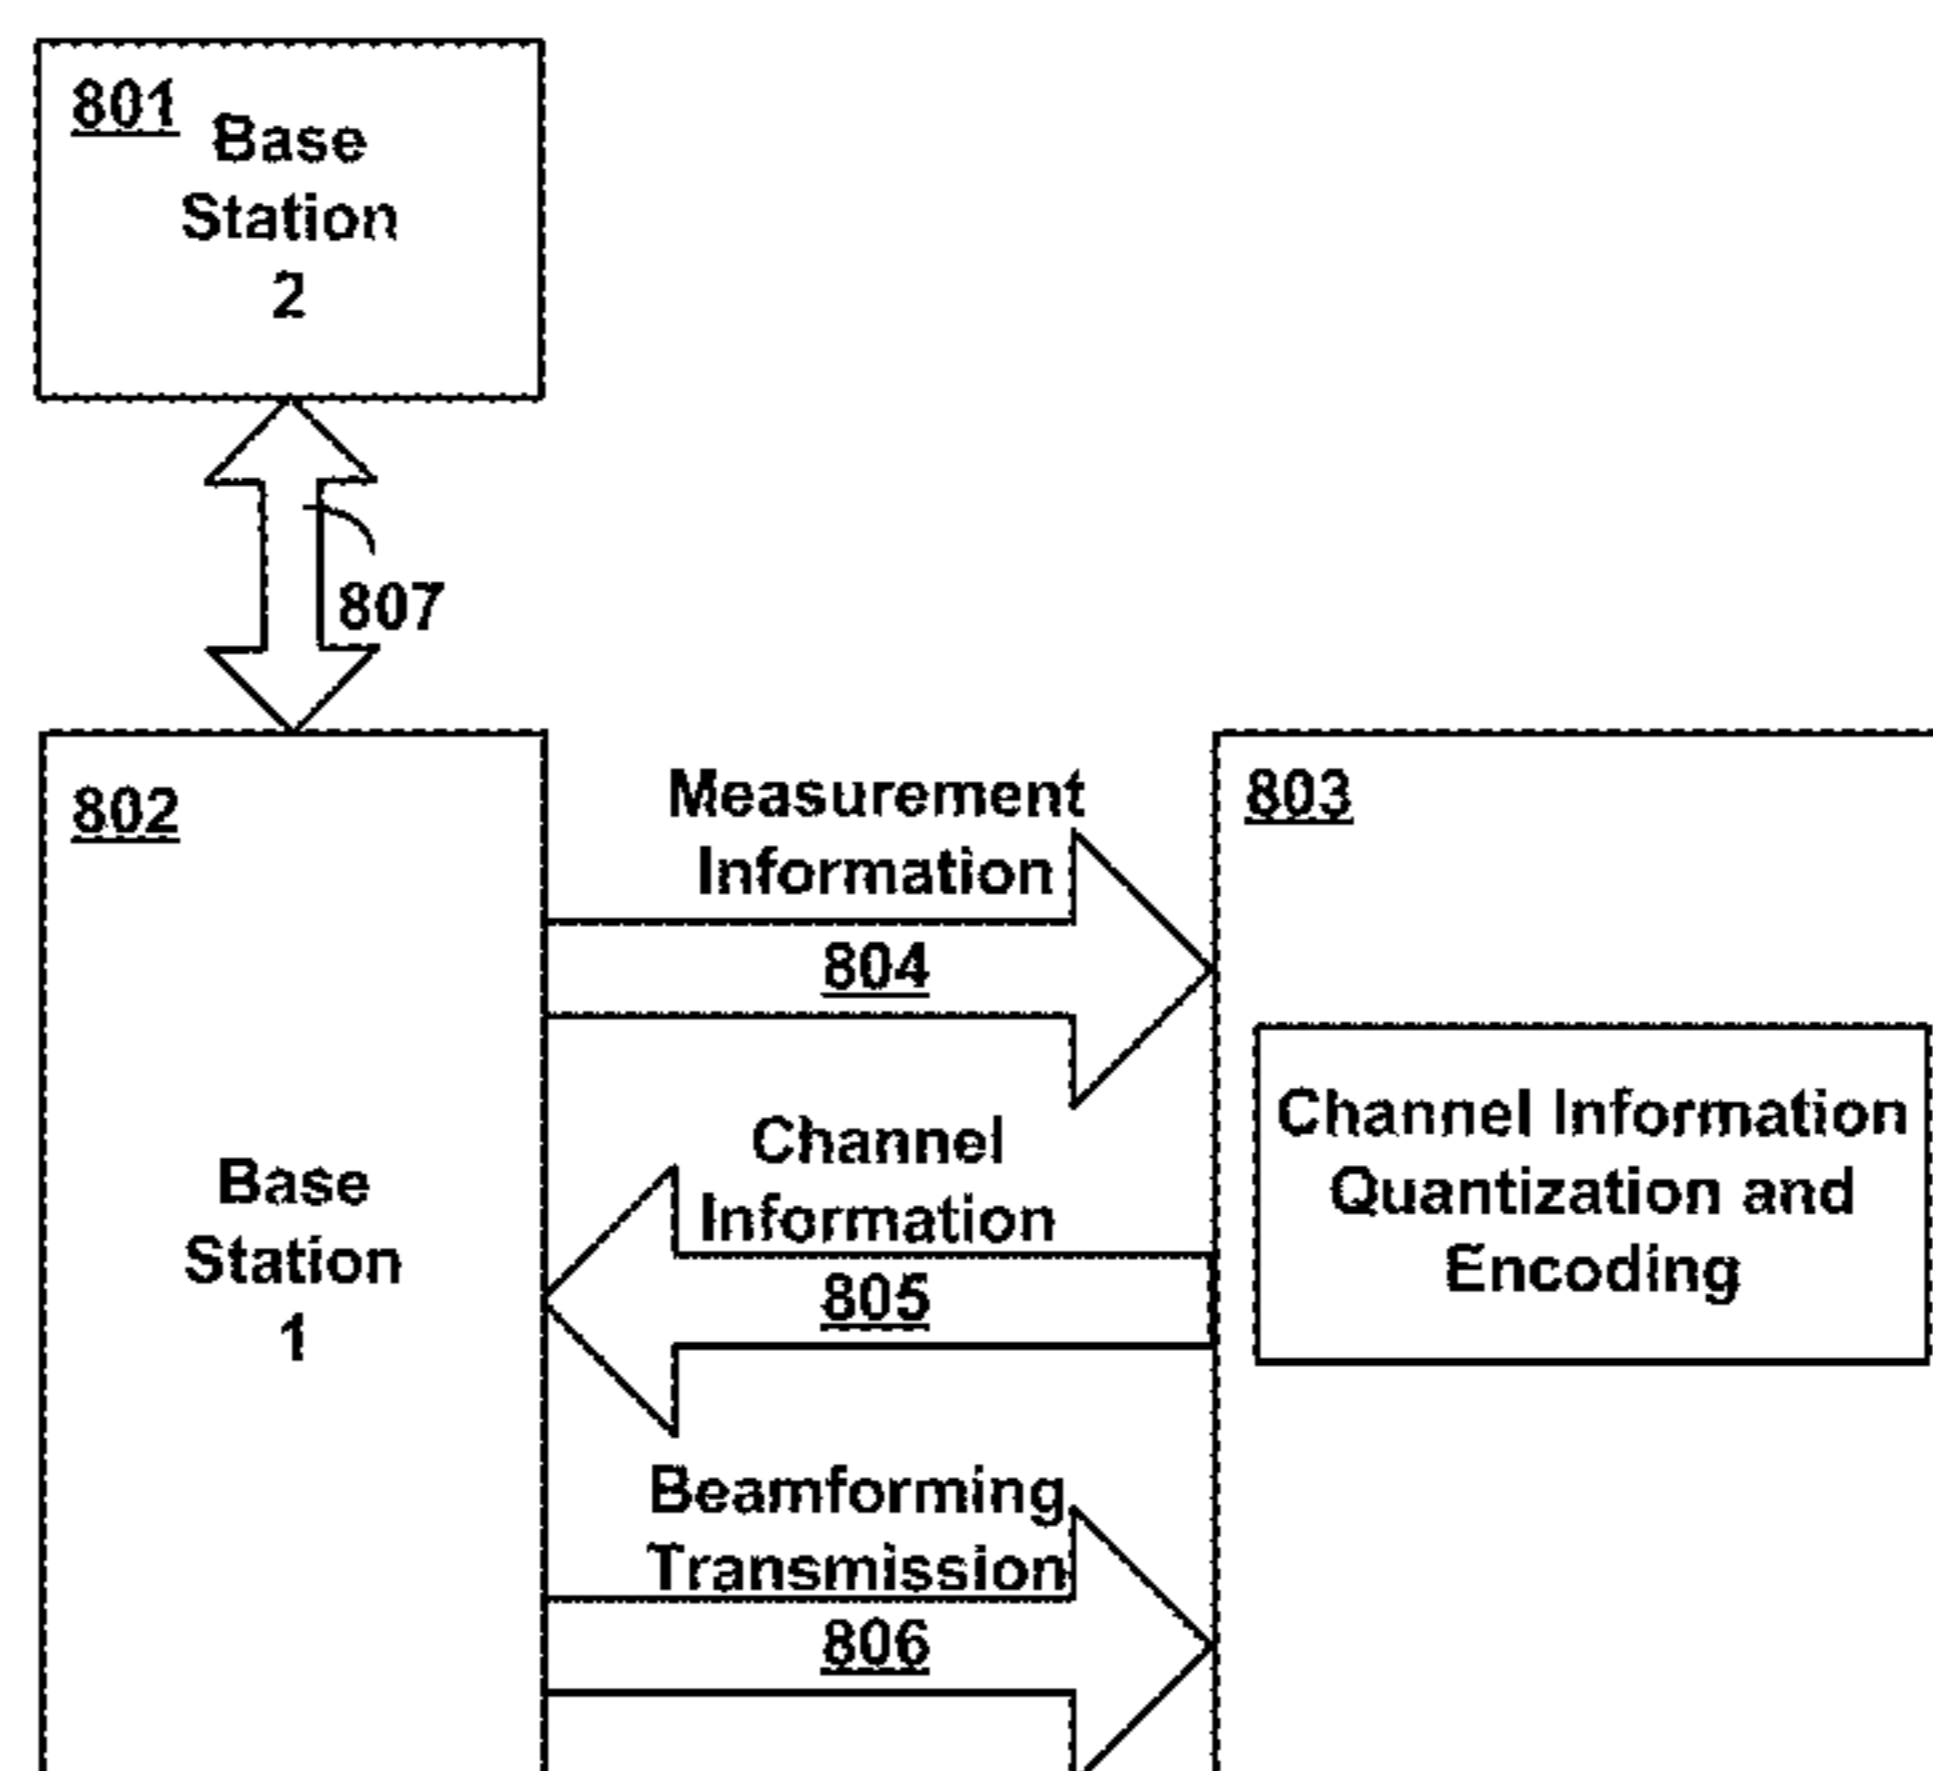 801
Base
Station
2
807
802
Base
Station
1
Measurement
Information
804
Channel
Information
805
Beamforming
Transmission
806
803
Channel Information
Quantization and
Encoding